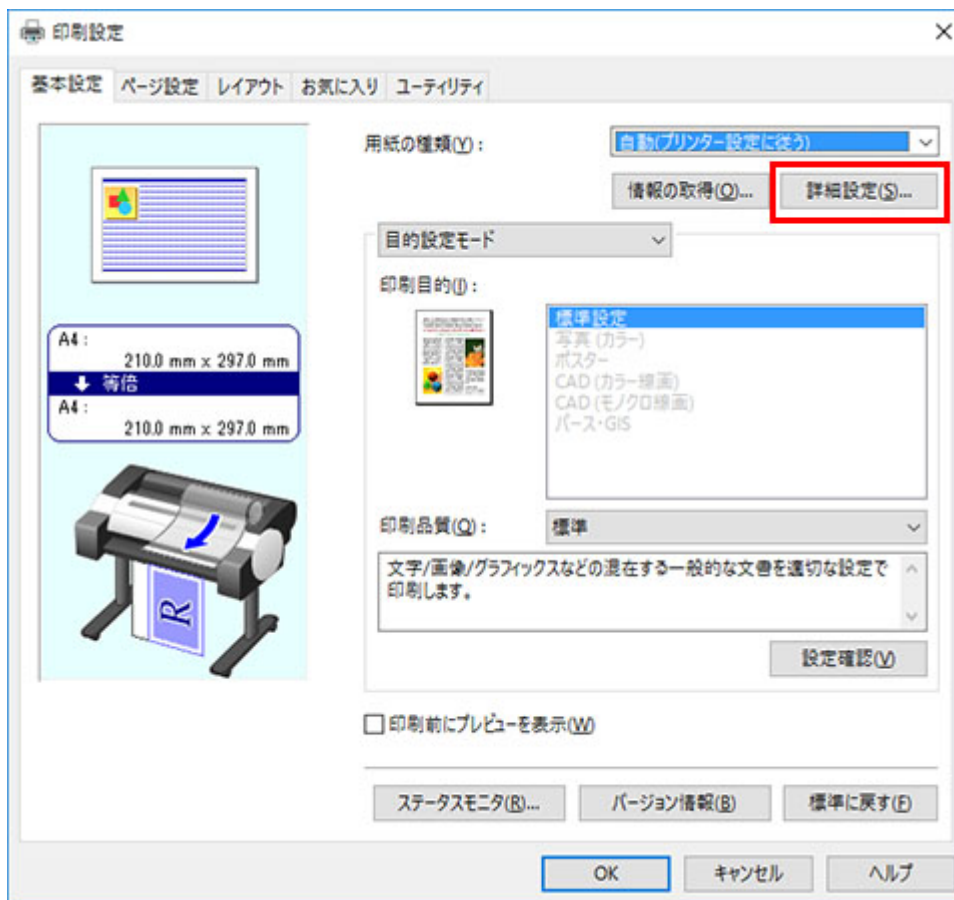 印刷設定
基本設定 ページ設定 レイアウト お気に入り ユーティリティ
用紙の種類(Y): 自動(プリンター設定に従う)
情報の取得(O)... 詳細設定(S)...
目的設定モード
印刷目的(I):
標準設定
写真 (カラー)
ポスター
CAD (カラー線画)
CAD (モノクロ線画)
パース・GIS
A4 :
210.0 mm x 297.0 mm
等倍
A4 :
210.0 mm x 297.0 mm
R
印刷品質(Q): 標準
文字/画像/グラフィックスなどの混在する一般的な文書を適切な設定で
印刷します。
設定確認(V)
印刷前にプレビューを表示(W)
ステータスモニタ(R)... バージョン情報(B) 標準に戻す(F)
OK キャンセル ヘルプ